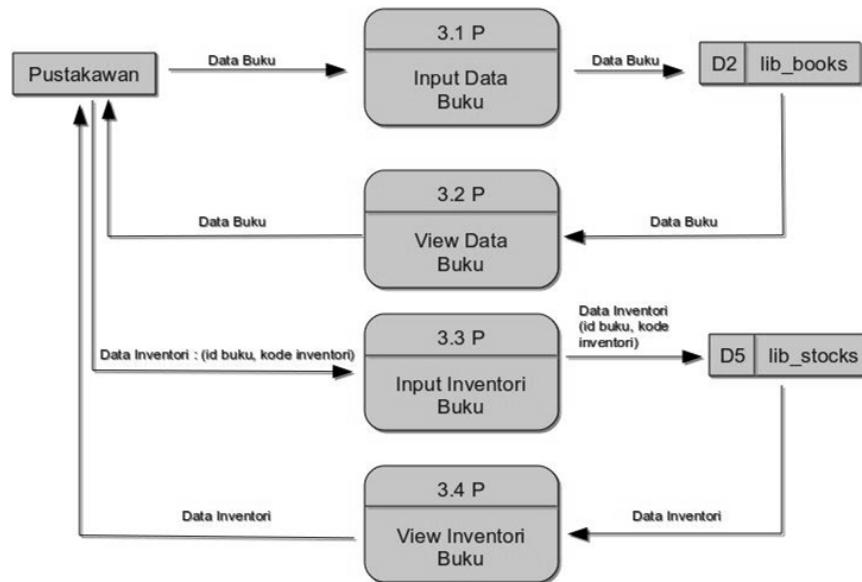 3.1 P
Pustakawan
Data Buku
Input Data
Buku
Data Buku
D2
lib_books
3.2 P
Data Buku
View Data
Buku
Data Buku
3.3 P
Data Inventori : (id buku, kode inventori)
Input Inventori
Buku
Data Inventori
(id buku, kode
inventori)
D5
lib_stocks
3.4 P
Data Inventori
View Inventori
Buku
Data Inventori